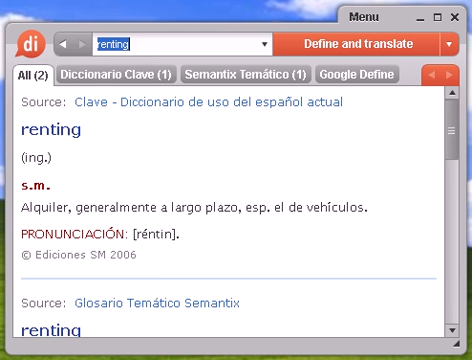 Menu
di
renting
Define and translate
All (2)
Diccionario Clave (1)
Semantix Temático (1)
Google Define
Source: Clave - Diccionario de uso del español actual
renting
(ing.)
s.m.
Alquiler, generalmente a largo plazo, esp. el de vehículos.
PRONUNCIACIÓN: [réntin].
© Ediciones SM 2006
Source: Glosario Temático Semantix
renting